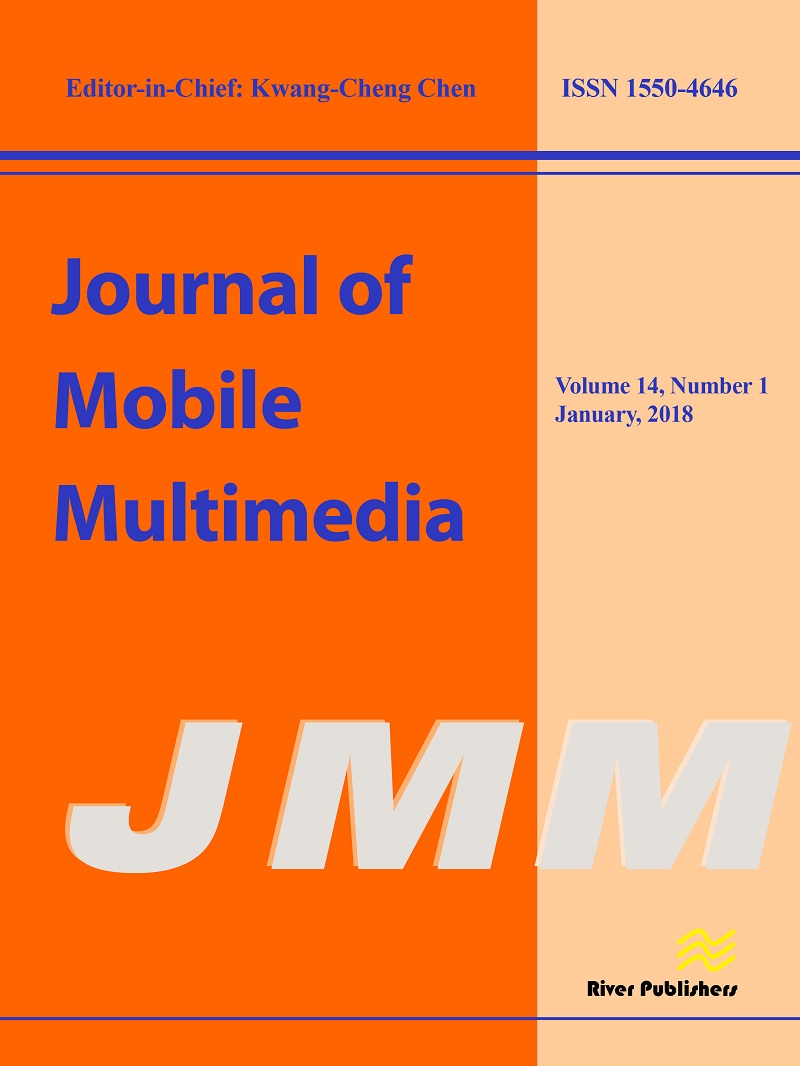 Editor-in-Chief: Kwang-Cheng Chen
ISSN 1550-4646
Journal of
Mobile
Multimedia
Volume 14, Number 1
January, 2018
JMM
River Publishers